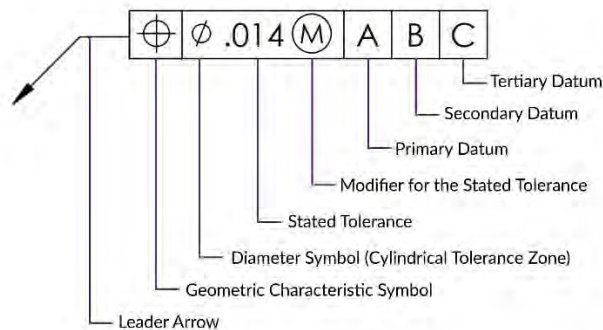 ⌖ ⌀ .014 Ⓜ A B C
Tertiary Datum
Secondary Datum
Primary Datum
Modifier for the Stated Tolerance
Stated Tolerance
Diameter Symbol (Cylindrical Tolerance Zone)
Geometric Characteristic Symbol
Leader Arrow